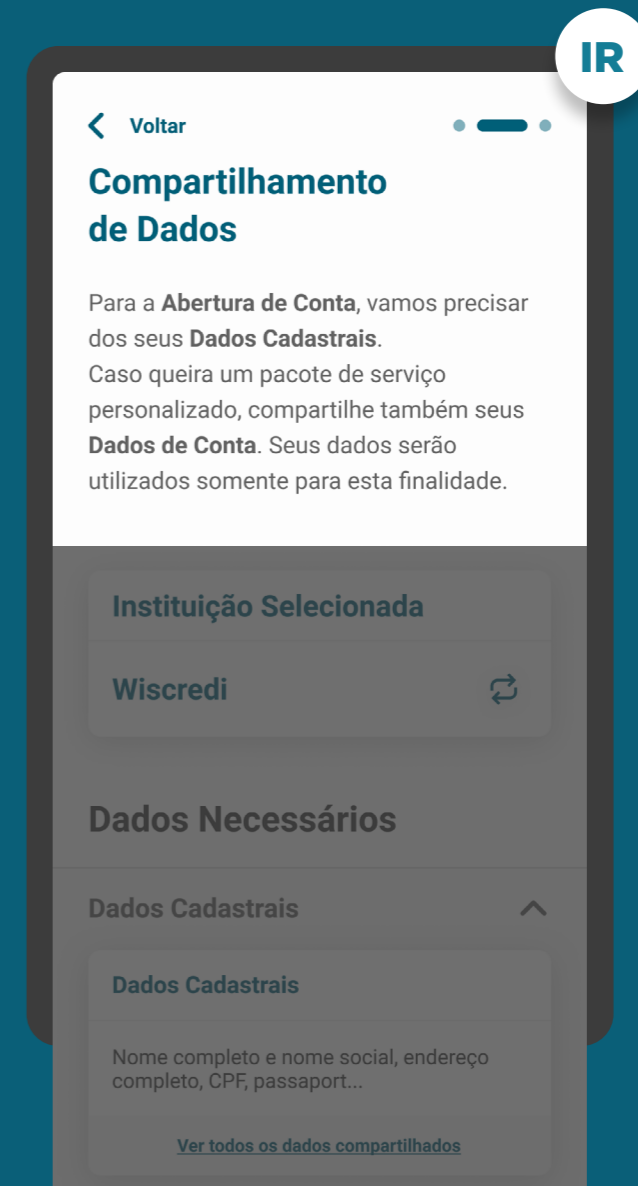 IR
Voltar
Compartilhamento
de Dados
Para a Abertura de Conta, vamos precisar
dos seus Dados Cadastrais.
Caso queira um pacote de serviço
personalizado, compartilhe também seus
Dados de Conta. Seus dados serão
utilizados somente para esta finalidade.
Instituição Selecionada
Wiscredi
Dados Necessários
Dados Cadastrais
Dados Cadastrais
Nome completo e nome social, endereço
completo, CPF, passaport...
Ver todos os dados compartilhados